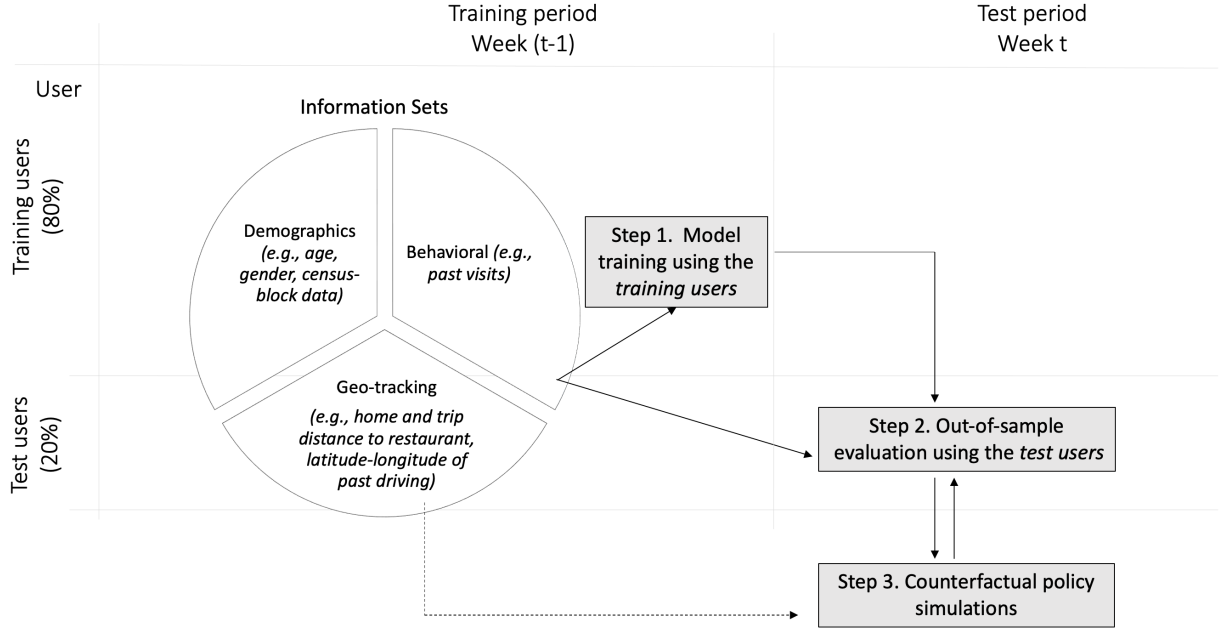 Training period
Week (t-1)
Test period
Week t
User
Training users
(80%)
Test users
(20%)
Information Sets
Demographics
(e.g., age,
gender, census-
block data)
Behavioral (e.g.,
past visits)
Geo-tracking
(e.g., home and trip
distance to restaurant,
latitude-longitude of
past driving)
Step 1.  Model
training using the
training users
Step 2. Out-of-sample
evaluation using the test users
Step 3. Counterfactual policy
simulations